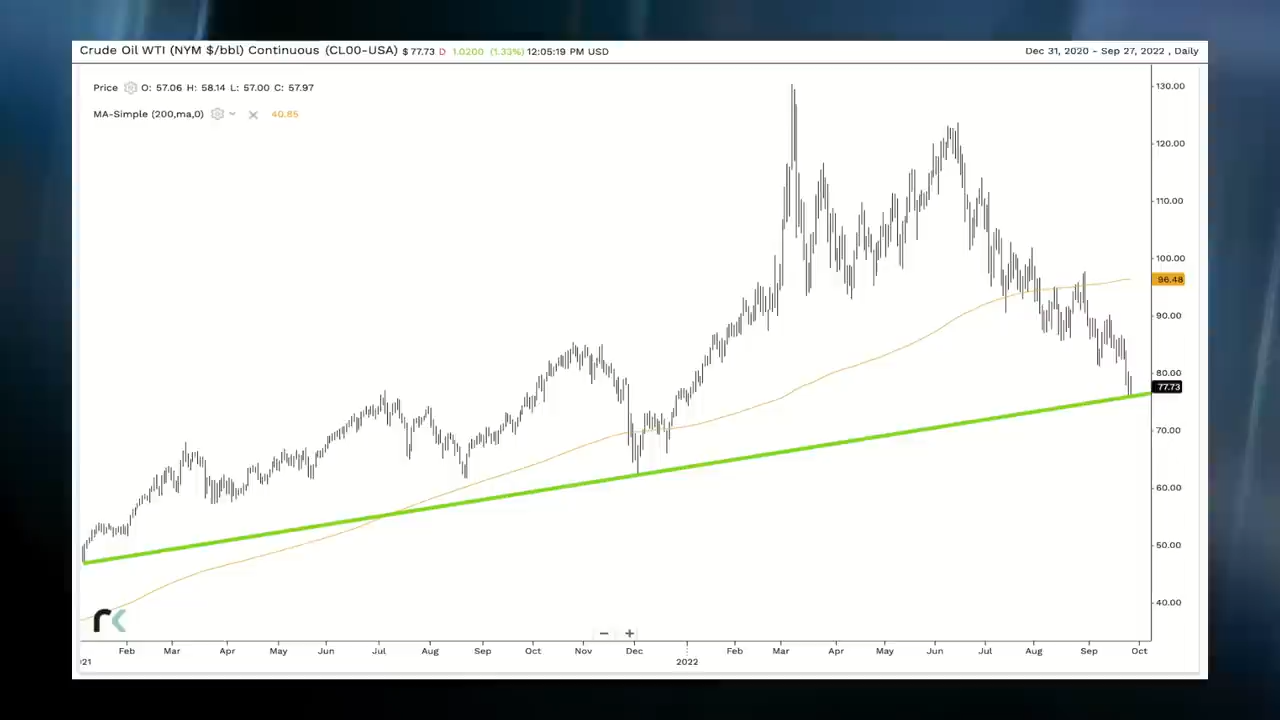 Crude Oil WTI (NYM $/bbl) Continuous (CL00-USA) $ 77.73 D 1.0200 (1.33%) 12:05:19 PM USD
Dec 31, 2020 - Sep 27, 2022 , Daily
Price O: 57.06 H: 58.14 L: 57.00 C: 57.97
MA-Simple (200,ma,0) 40.85
130.00
120.00
110.00
100.00
96.48
90.00
80.00
77.73
70.00
60.00
50.00
40.00
rk
Feb Mar Apr May Jun Jul Aug Sep Oct Nov Dec Feb Mar Apr May Jun Jul Aug Sep Oct
'21 2022